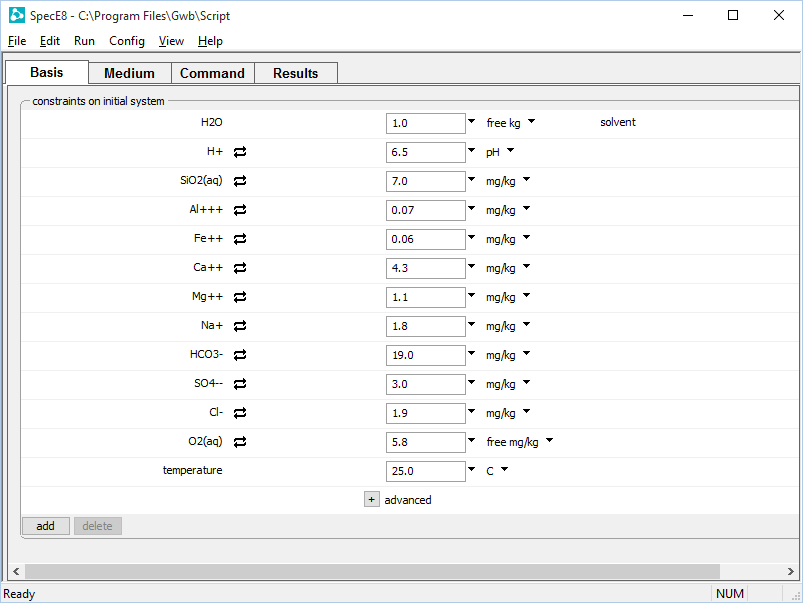 SpecE8 - C:\Program Files\Gwb\Script
File Edit Run Config View Help
Basis Medium Command Results
constraints on initial system
H2O 1.0 free kg solvent
H+ 6.5 pH
SiO2(aq) 7.0 mg/kg
Al+++ 0.07 mg/kg
Fe++ 0.06 mg/kg
Ca++ 4.3 mg/kg
Mg++ 1.1 mg/kg
Na+ 1.8 mg/kg
HCO3- 19.0 mg/kg
SO4-- 3.0 mg/kg
Cl- 1.9 mg/kg
O2(aq) 5.8 free mg/kg
temperature 25.0 C
+ advanced
add delete
Ready NUM